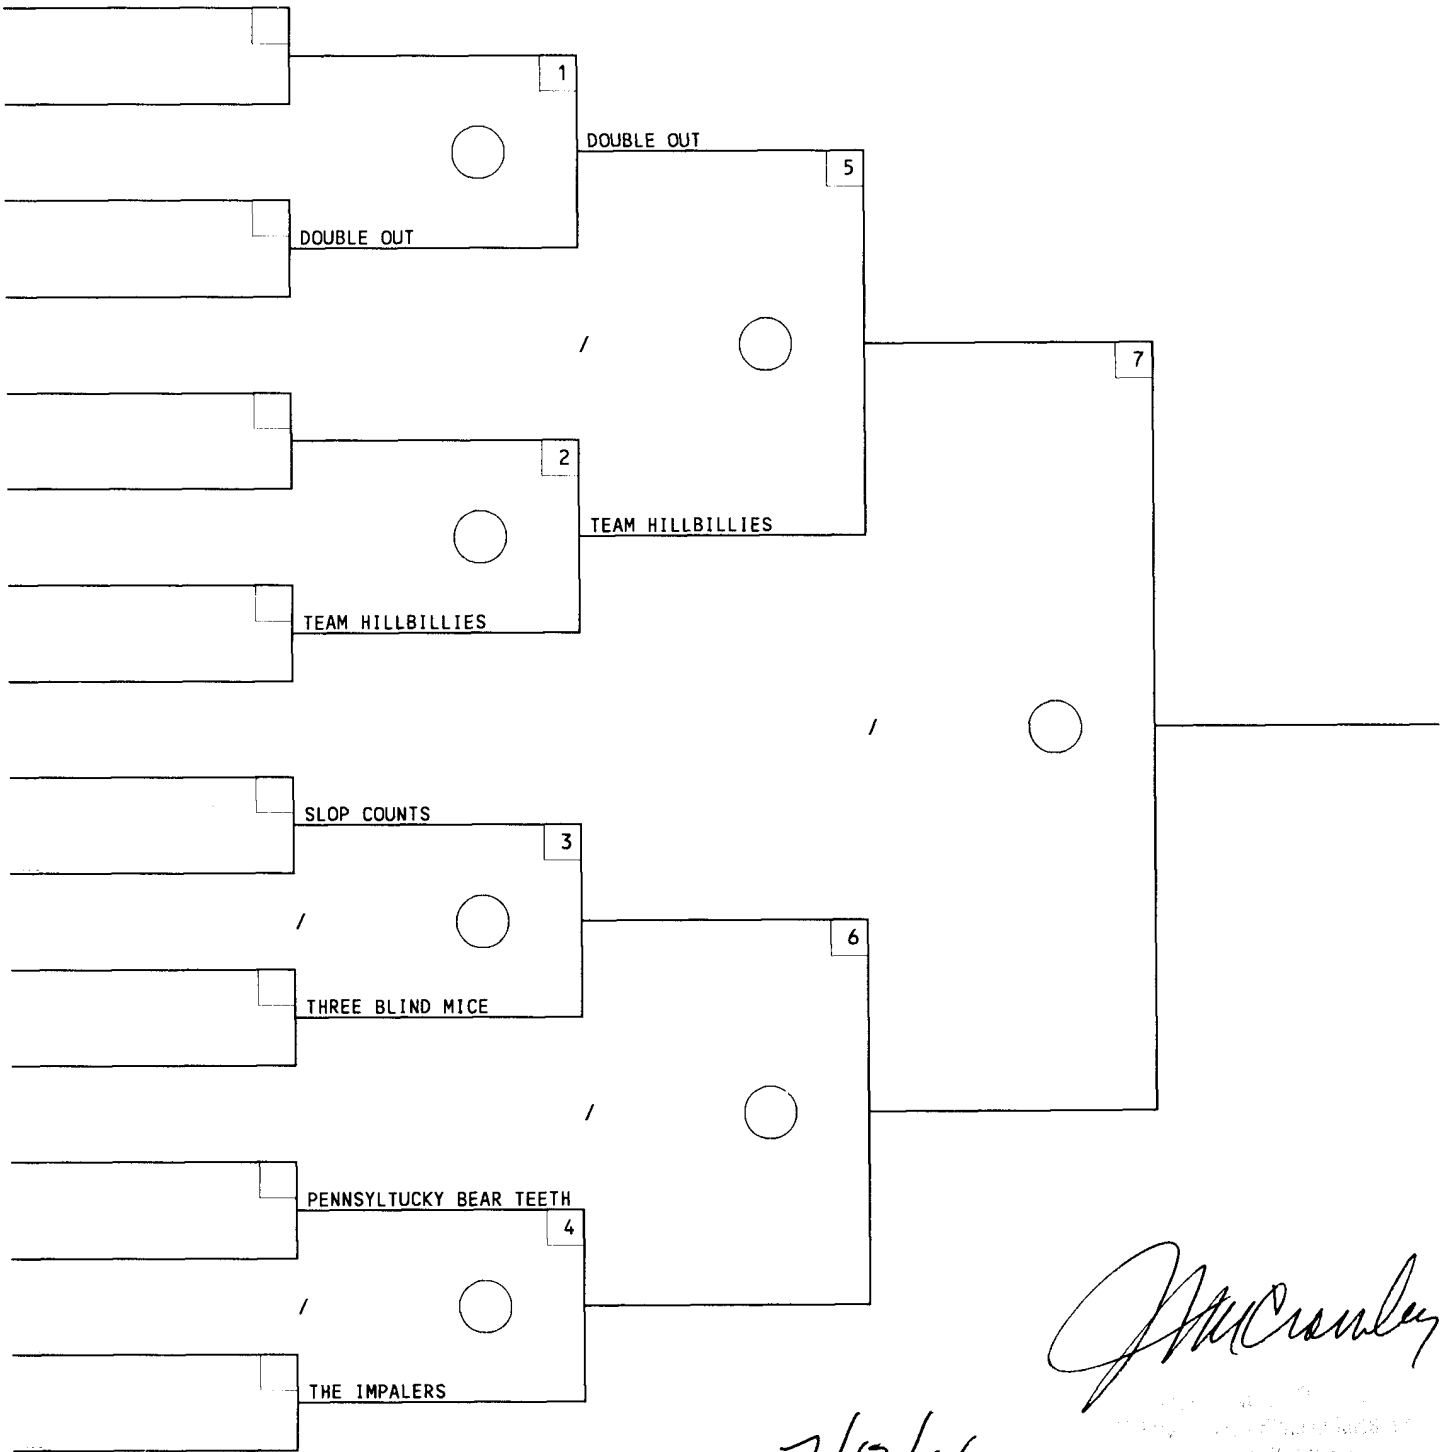 1
DOUBLE OUT
5
DOUBLE OUT
/
7
2
TEAM HILLBILLIES
TEAM HILLBILLIES
/
SLOP COUNTS
3
/
6
THREE BLIND MICE
/
PENNSYLTUCKY BEAR TEETH
4
/
THE IMPALERS